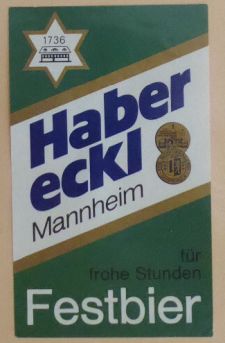 1736
Haber
eckl
Mannheim
für
frohe Stunden
Festbier